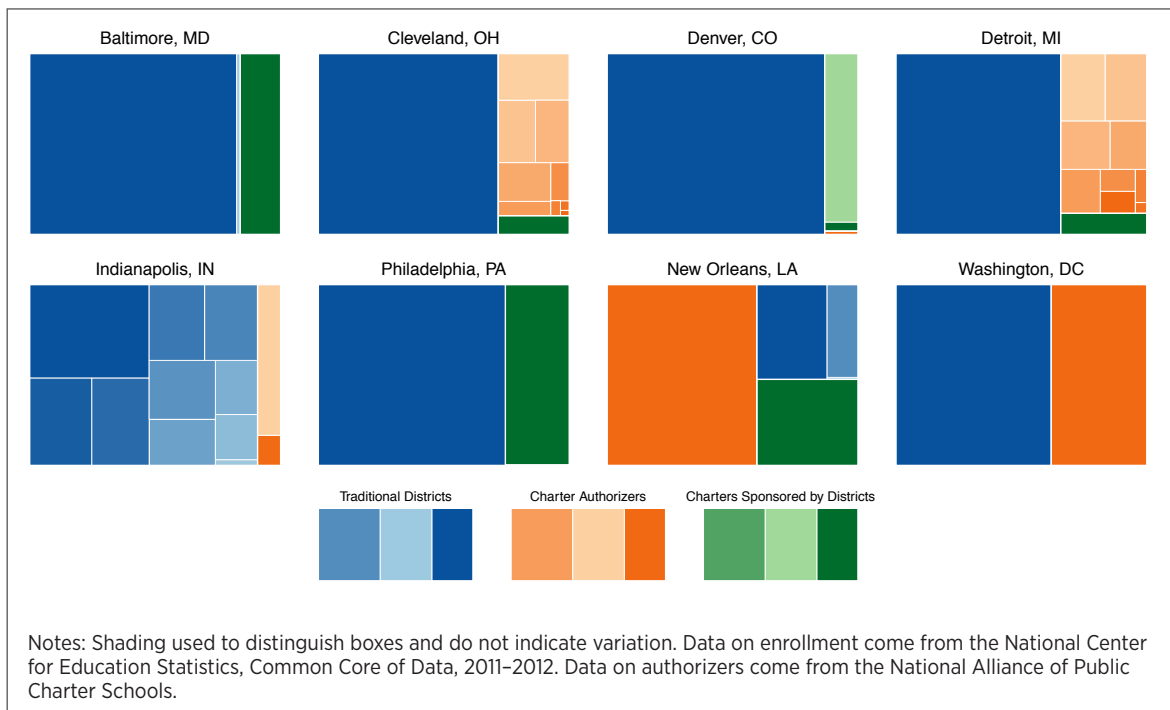 Baltimore, MD
Cleveland, OH
Denver, CO
Detroit, MI
Indianapolis, IN
Philadelphia, PA
New Orleans, LA
Washington, DC
Traditional Districts
Charter Authorizers
Charters Sponsored by Districts
Notes: Shading used to distinguish boxes and do not indicate variation. Data on enrollment come from the National Center
for Education Statistics, Common Core of Data, 2011–2012. Data on authorizers come from the National Alliance of Public
Charter Schools.